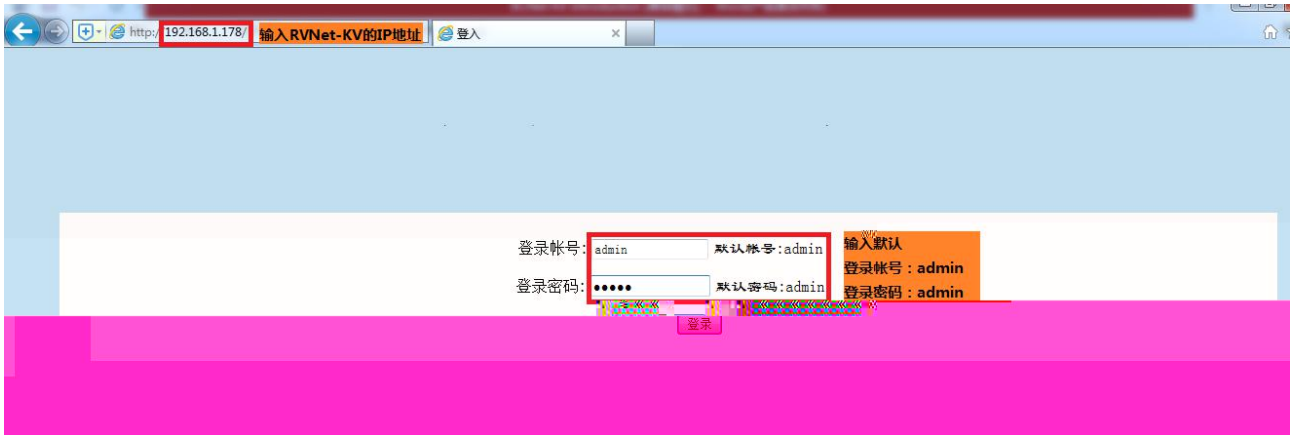 http://192.168.1.178/ 输入RVNet-KV的IP地址 登入
登录帐号: admin 默认帐号:admin 输入默认
登录帐号：admin
登录密码: ••••• 默认密码:admin 登录密码：admin
登录